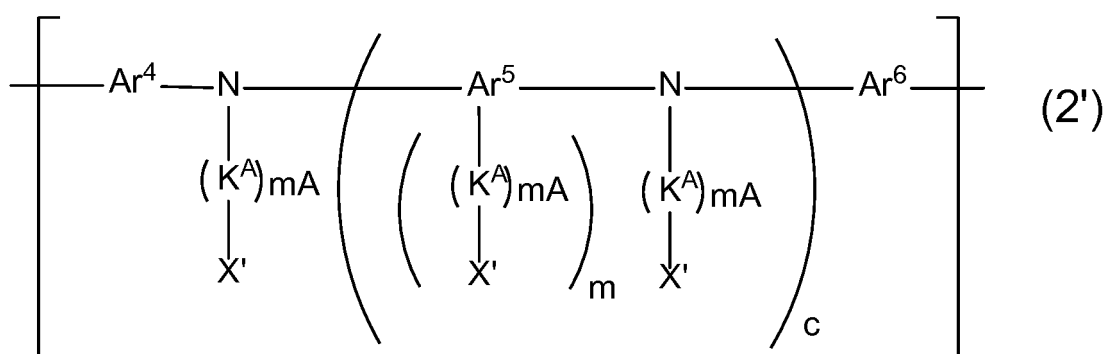 Ar⁴ N Ar⁵ N Ar⁶ (2')
(Kᴬ)mA ( ( (Kᴬ)mA ) (Kᴬ)mA )
X' X' m X' c